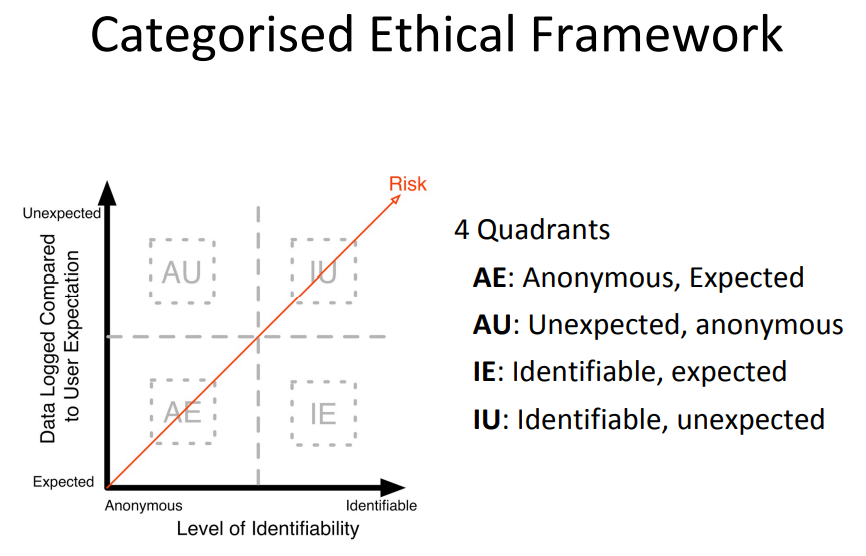 Categorised Ethical Framework
Risk
Unexpected
AU
IU
Data Logged Compared
to User Expectation
AE
IE
Expected
Anonymous
Identifiable
Level of Identifiability
4 Quadrants
AE: Anonymous, Expected
AU: Unexpected, anonymous
IE: Identifiable, expected
IU: Identifiable, unexpected